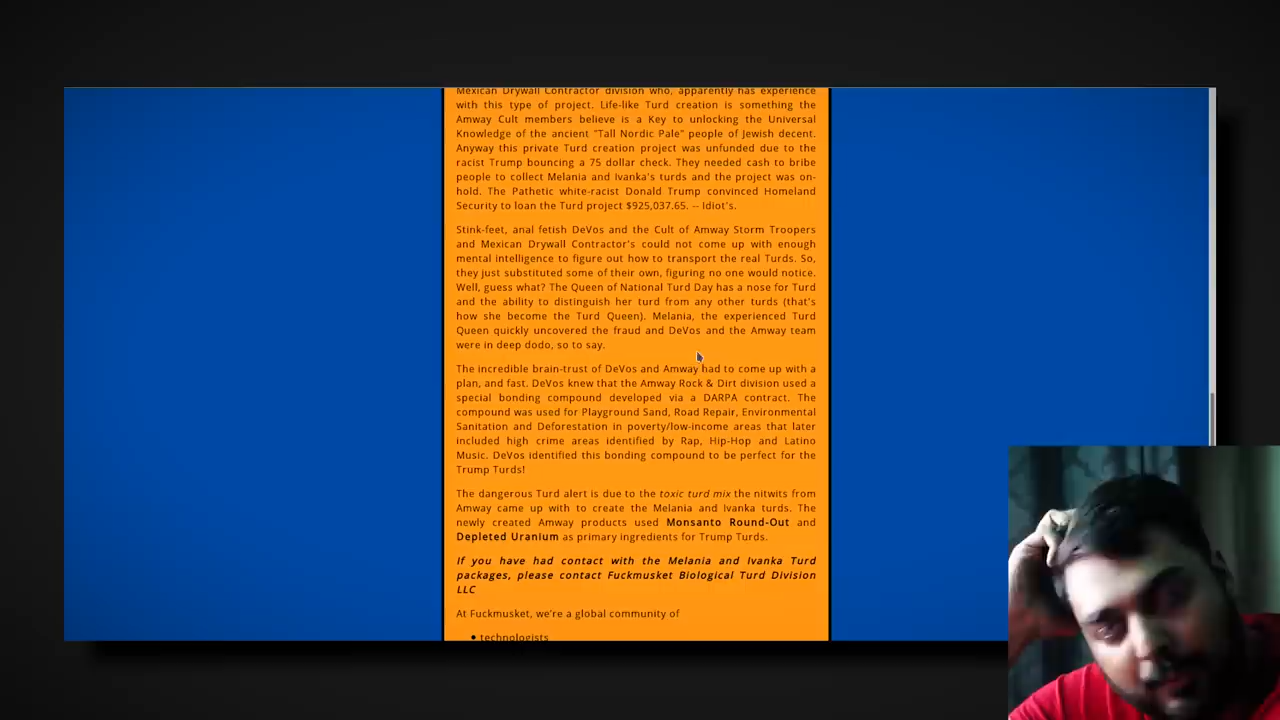 Mexican Drywall Contractor division who, apparently has experience
with this type of project. Life-like Turd creation is something the
Amway Cult members believe is a Key to unlocking the Universal
Knowledge of the ancient "Tall Nordic Pale" people of Jewish decent.
Anyway this private Turd creation project was unfunded due to the
racist Trump bouncing a 75 dollar check. They needed cash to bribe
people to collect Melania and Ivanka's turds and the project was on-
hold. The Pathetic white-racist Donald Trump convinced Homeland
Security to loan the Turd project $925,037.65. -- Idiot's.
Stink-feet, anal fetish DeVos and the Cult of Amway Storm Troopers
and Mexican Drywall Contractor's could not come up with enough
mental intelligence to figure out how to transport the real Turds. So,
they just substituted some of their own, figuring no one would notice.
Well, guess what? The Queen of National Turd Day has a nose for Turd
and the ability to distinguish her turd from any other turds (that's
how she become the Turd Queen). Melania, the experienced Turd
Queen quickly uncovered the fraud and DeVos and the Amway team
were in deep dodo, so to say.
The incredible brain-trust of DeVos and Amway had to come up with a
plan, and fast. DeVos knew that the Amway Rock & Dirt division used a
special bonding compound developed via a DARPA contract. The
compound was used for Playground Sand, Road Repair, Environmental
Sanitation and Deforestation in poverty/low-income areas that later
included high crime areas identified by Rap, Hip-Hop and Latino
Music. DeVos identified this bonding compound to be perfect for the
Trump Turds!
The dangerous Turd alert is due to the toxic turd mix the nitwits from
Amway came up with to create the Melania and Ivanka turds. The
newly created Amway products used Monsanto Round-Out and
Depleted Uranium as primary ingredients for Trump Turds.
If you have had contact with the Melania and Ivanka Turd
packages, please contact Fuckmusket Biological Turd Division
LLC
At Fuckmusket, we're a global community of
• technologists